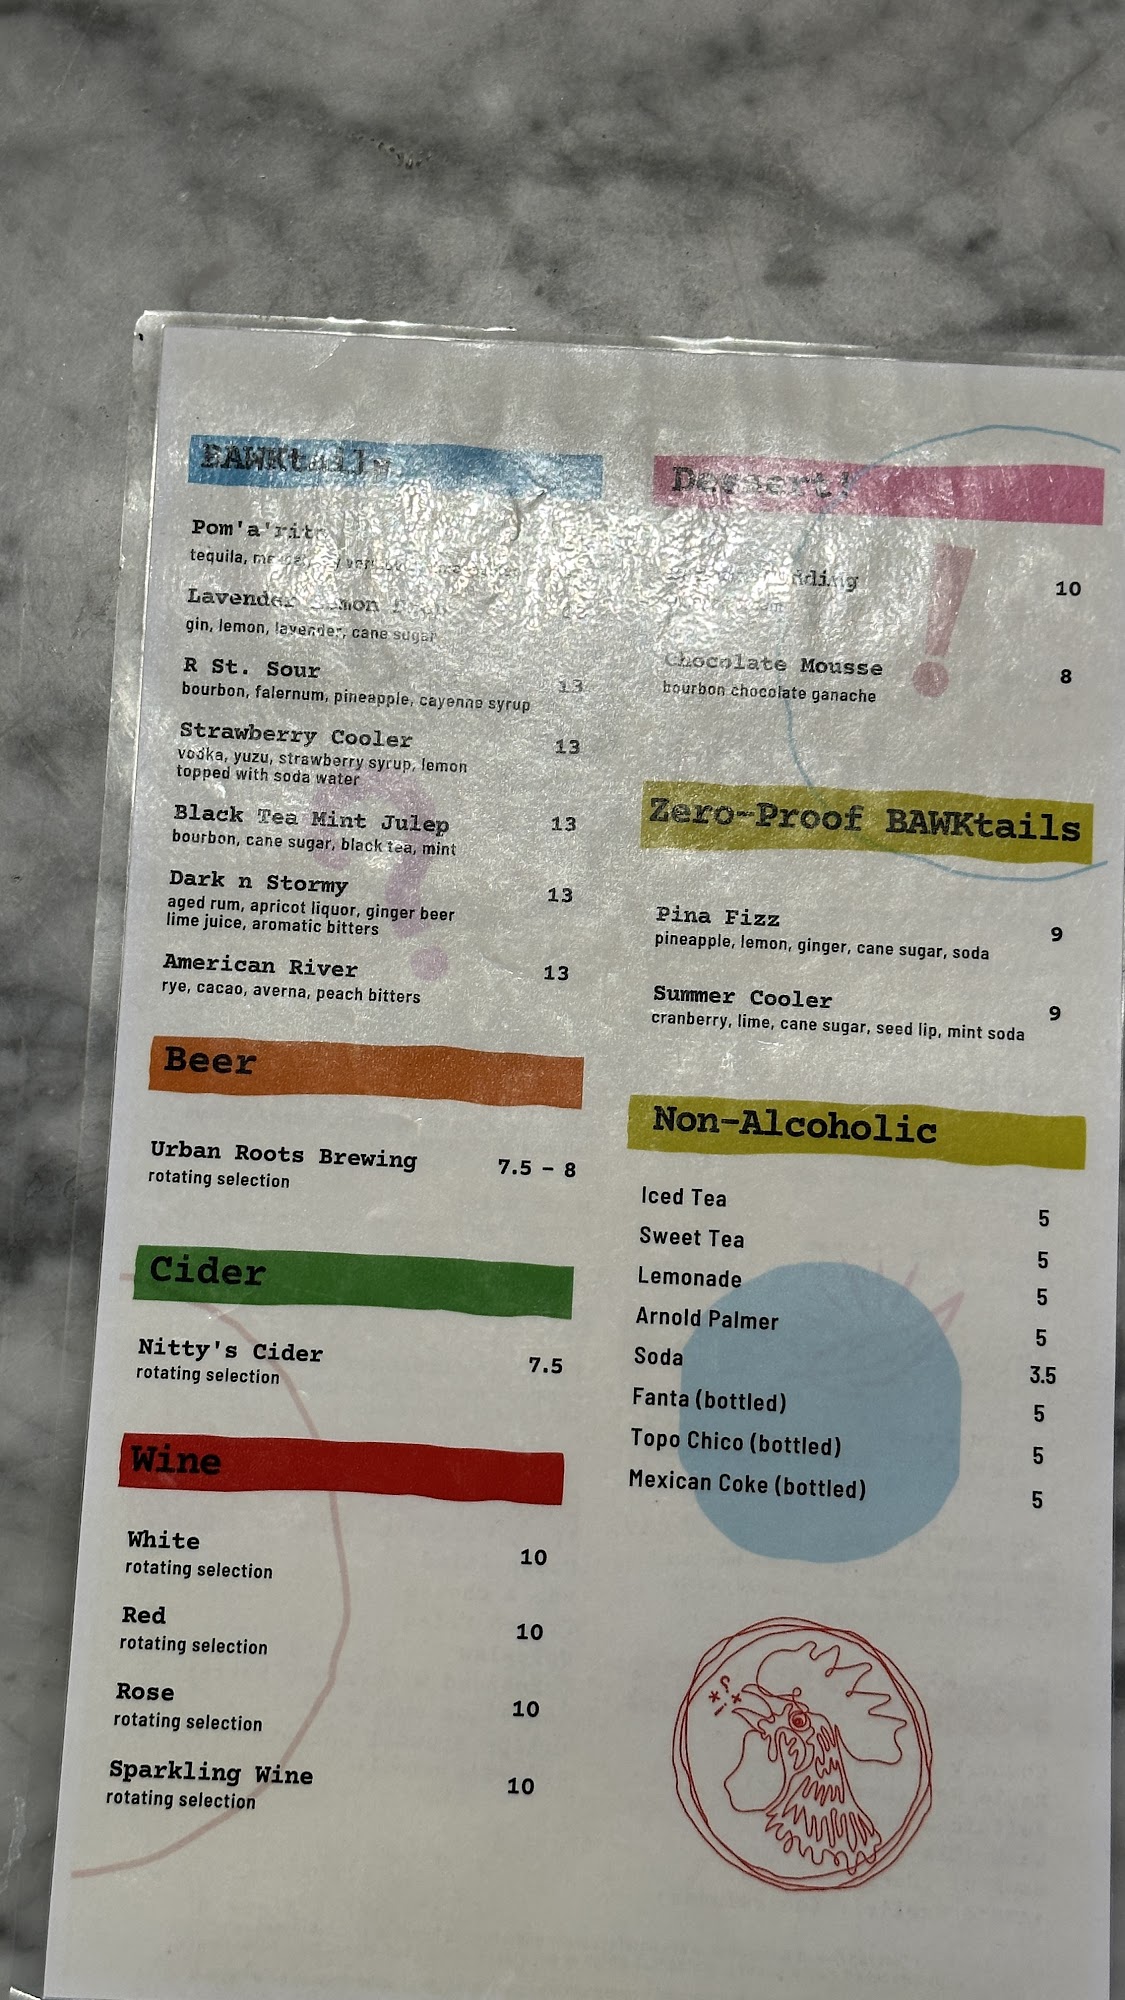 BAWKtails
Pom'a'rita
tequila,
Lavender Lemon
gin, lemon, lavender, cane sugar
R St. Sour 13
bourbon, falernum, pineapple, cayenne syrup
Strawberry Cooler 13
vodka, yuzu, strawberry syrup, lemon
topped with soda water
Black Tea Mint Julep 13
bourbon, cane sugar, black tea, mint
Dark n Stormy 13
aged rum, apricot liquor, ginger beer
lime juice, aromatic bitters
American River 13
rye, cacao, averna, peach bitters
Beer
Urban Roots Brewing 7.5 - 8
rotating selection
Cider
Nitty's Cider 7.5
rotating selection
Wine
White 10
rotating selection
Red 10
rotating selection
Rose 10
rotating selection
Sparkling Wine 10
rotating selection
Dessert!
10
Chocolate Mousse 8
bourbon chocolate ganache
Zero-Proof BAWKtails
Pina Fizz 9
pineapple, lemon, ginger, cane sugar, soda
Summer Cooler 9
cranberry, lime, cane sugar, seed lip, mint soda
Non-Alcoholic
Iced Tea 5
Sweet Tea 5
Lemonade 5
Arnold Palmer 5
Soda 3.5
Fanta (bottled) 5
Topo Chico (bottled) 5
Mexican Coke (bottled) 5